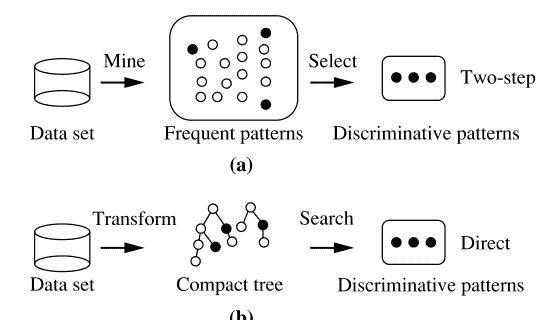 Mine
Select
Two-step
Data set
Frequent patterns
Discriminative patterns
(a)
Transform
Search
Direct
Data set
Compact tree
Discriminative patterns
(b)